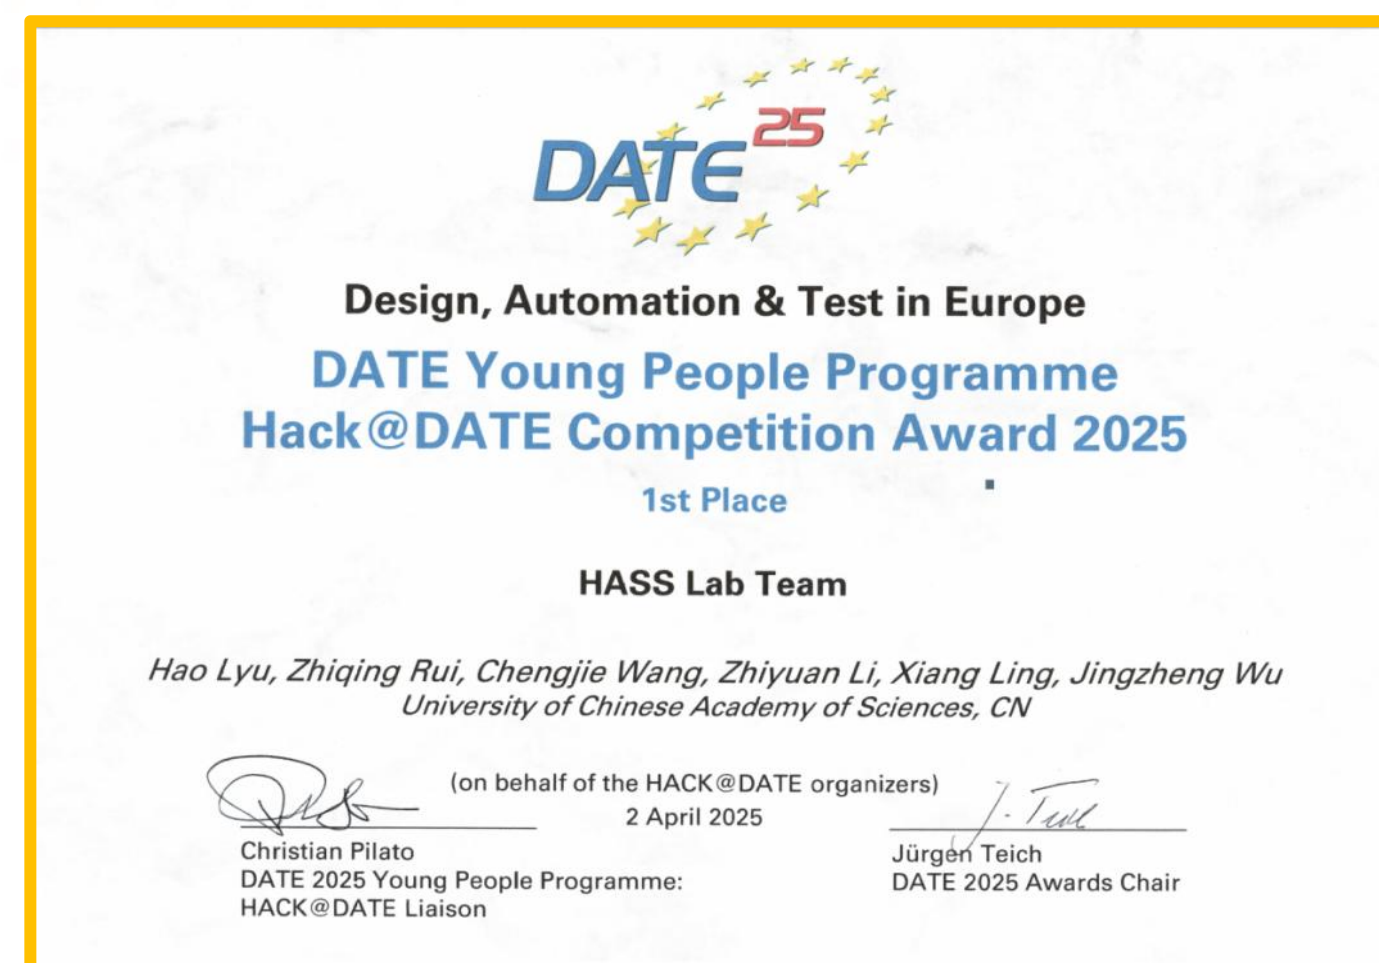 DATE 25
Design, Automation & Test in Europe
DATE Young People Programme
Hack@DATE Competition Award 2025
1st Place
HASS Lab Team
Hao Lyu, Zhiqing Rui, Chengjie Wang, Zhiyuan Li, Xiang Ling, Jingzheng Wu
University of Chinese Academy of Sciences, CN
(on behalf of the HACK@DATE organizers)
2 April 2025
J. Teich
Christian Pilato
DATE 2025 Young People Programme:
HACK@DATE Liaison
Jürgen Teich
DATE 2025 Awards Chair